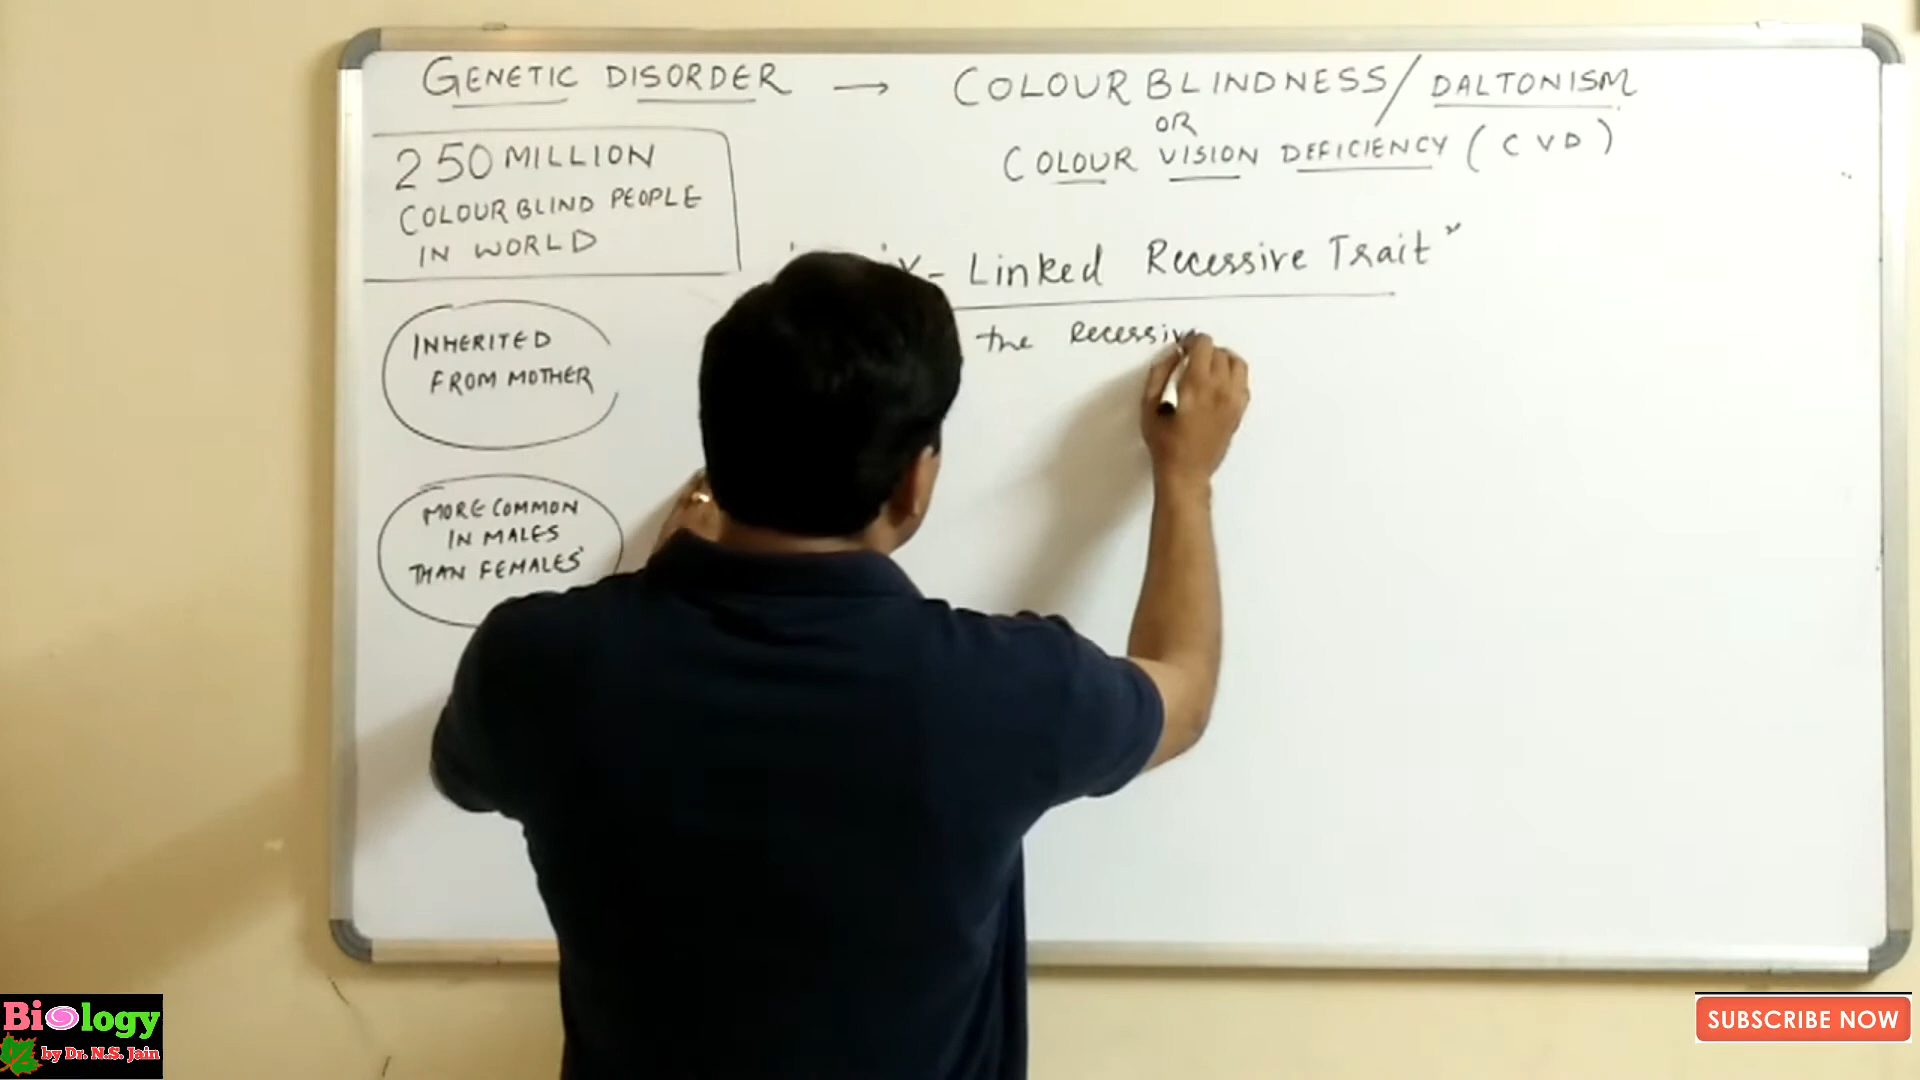 GENETIC DISORDER → COLOUR BLINDNESS / DALTONISM
OR
COLOUR VISION DEFICIENCY (CVD)
250 MILLION
COLOUR BLIND PEOPLE
IN WORLD
X - Linked Recessive Trait"
the Recessiv
INHERITED
FROM MOTHER
MORE COMMON
IN MALES
THAN FEMALES'
Biology
by Dr. N.S. Jain
SUBSCRIBE NOW